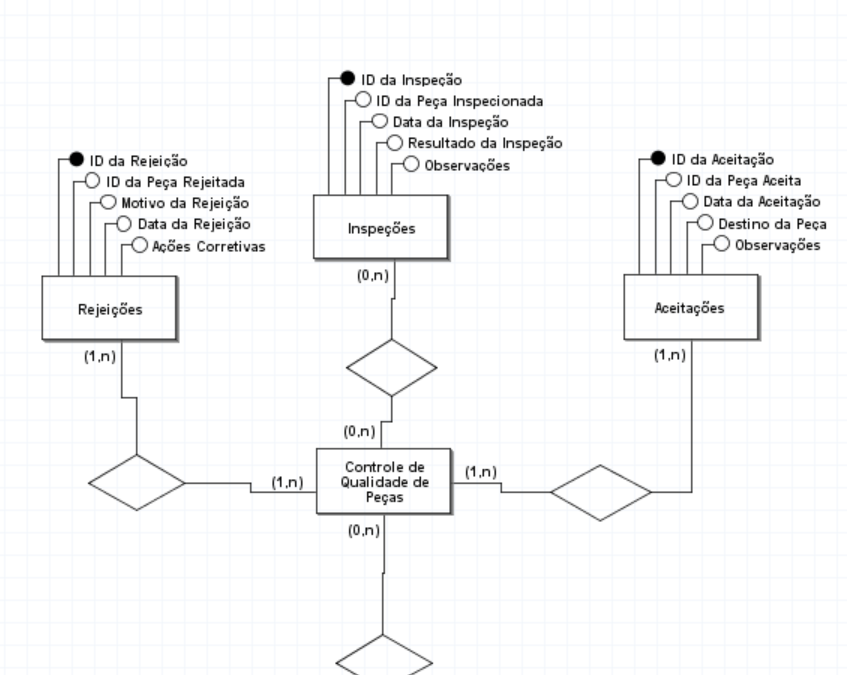 ID da Inspeção
ID da Peça Inspecionada
Data da Inspeção
Resultado da Inspeção
Observações
Inspeções
(0,n)
ID da Rejeição
ID da Peça Rejeitada
Motivo da Rejeição
Data da Rejeição
Ações Corretivas
Rejeições
(1,n)
ID da Aceitação
ID da Peça Aceita
Data da Aceitação
Destino da Peça
Observações
Aceitações
(1,n)
(0,n)
(1,n)
Controle de
Qualidade de
Peças
(1,n)
(0,n)